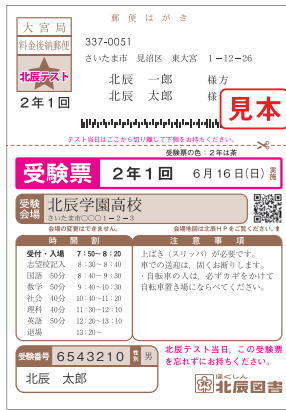 郵便はがき
大宮局
料金後納郵便
北辰テスト
2年1回
337-0051
さいたま市 見沼区 東大宮 1-12-26
北辰 一郎 様方
北辰 太郎 様
見本
テスト当日はここから切り離して下側をお持ちください。
受験票の色：2年は茶
受験票 2年1回 6月16日(日) 実施
受験会場
北辰学園高校
さいたま市○○○1-2-3
会場の変更はできません。 会場地図は北辰HPをご覧ください。
時間割
受付・入場 7:50〜8:20
志望校記入 8:30〜8:40
国語 50分 8:40〜9:30
数学 50分 9:40〜10:30
社会 40分 10:40〜11:20
理科 40分 11:30〜12:10
英語 50分 12:20〜13:10
退場 13:20〜
注意事項
上ばき（スリッパ）が必要です。
車での送迎は、固くお断りします。
・自転車の人は、必ずカギをかけて
自転車置き場にならべてください。
受験番号 6543210 性別 男
北辰 太郎
北辰テスト当日、この受験票
を忘れずにお持ちください。
ほくしん
北辰図書